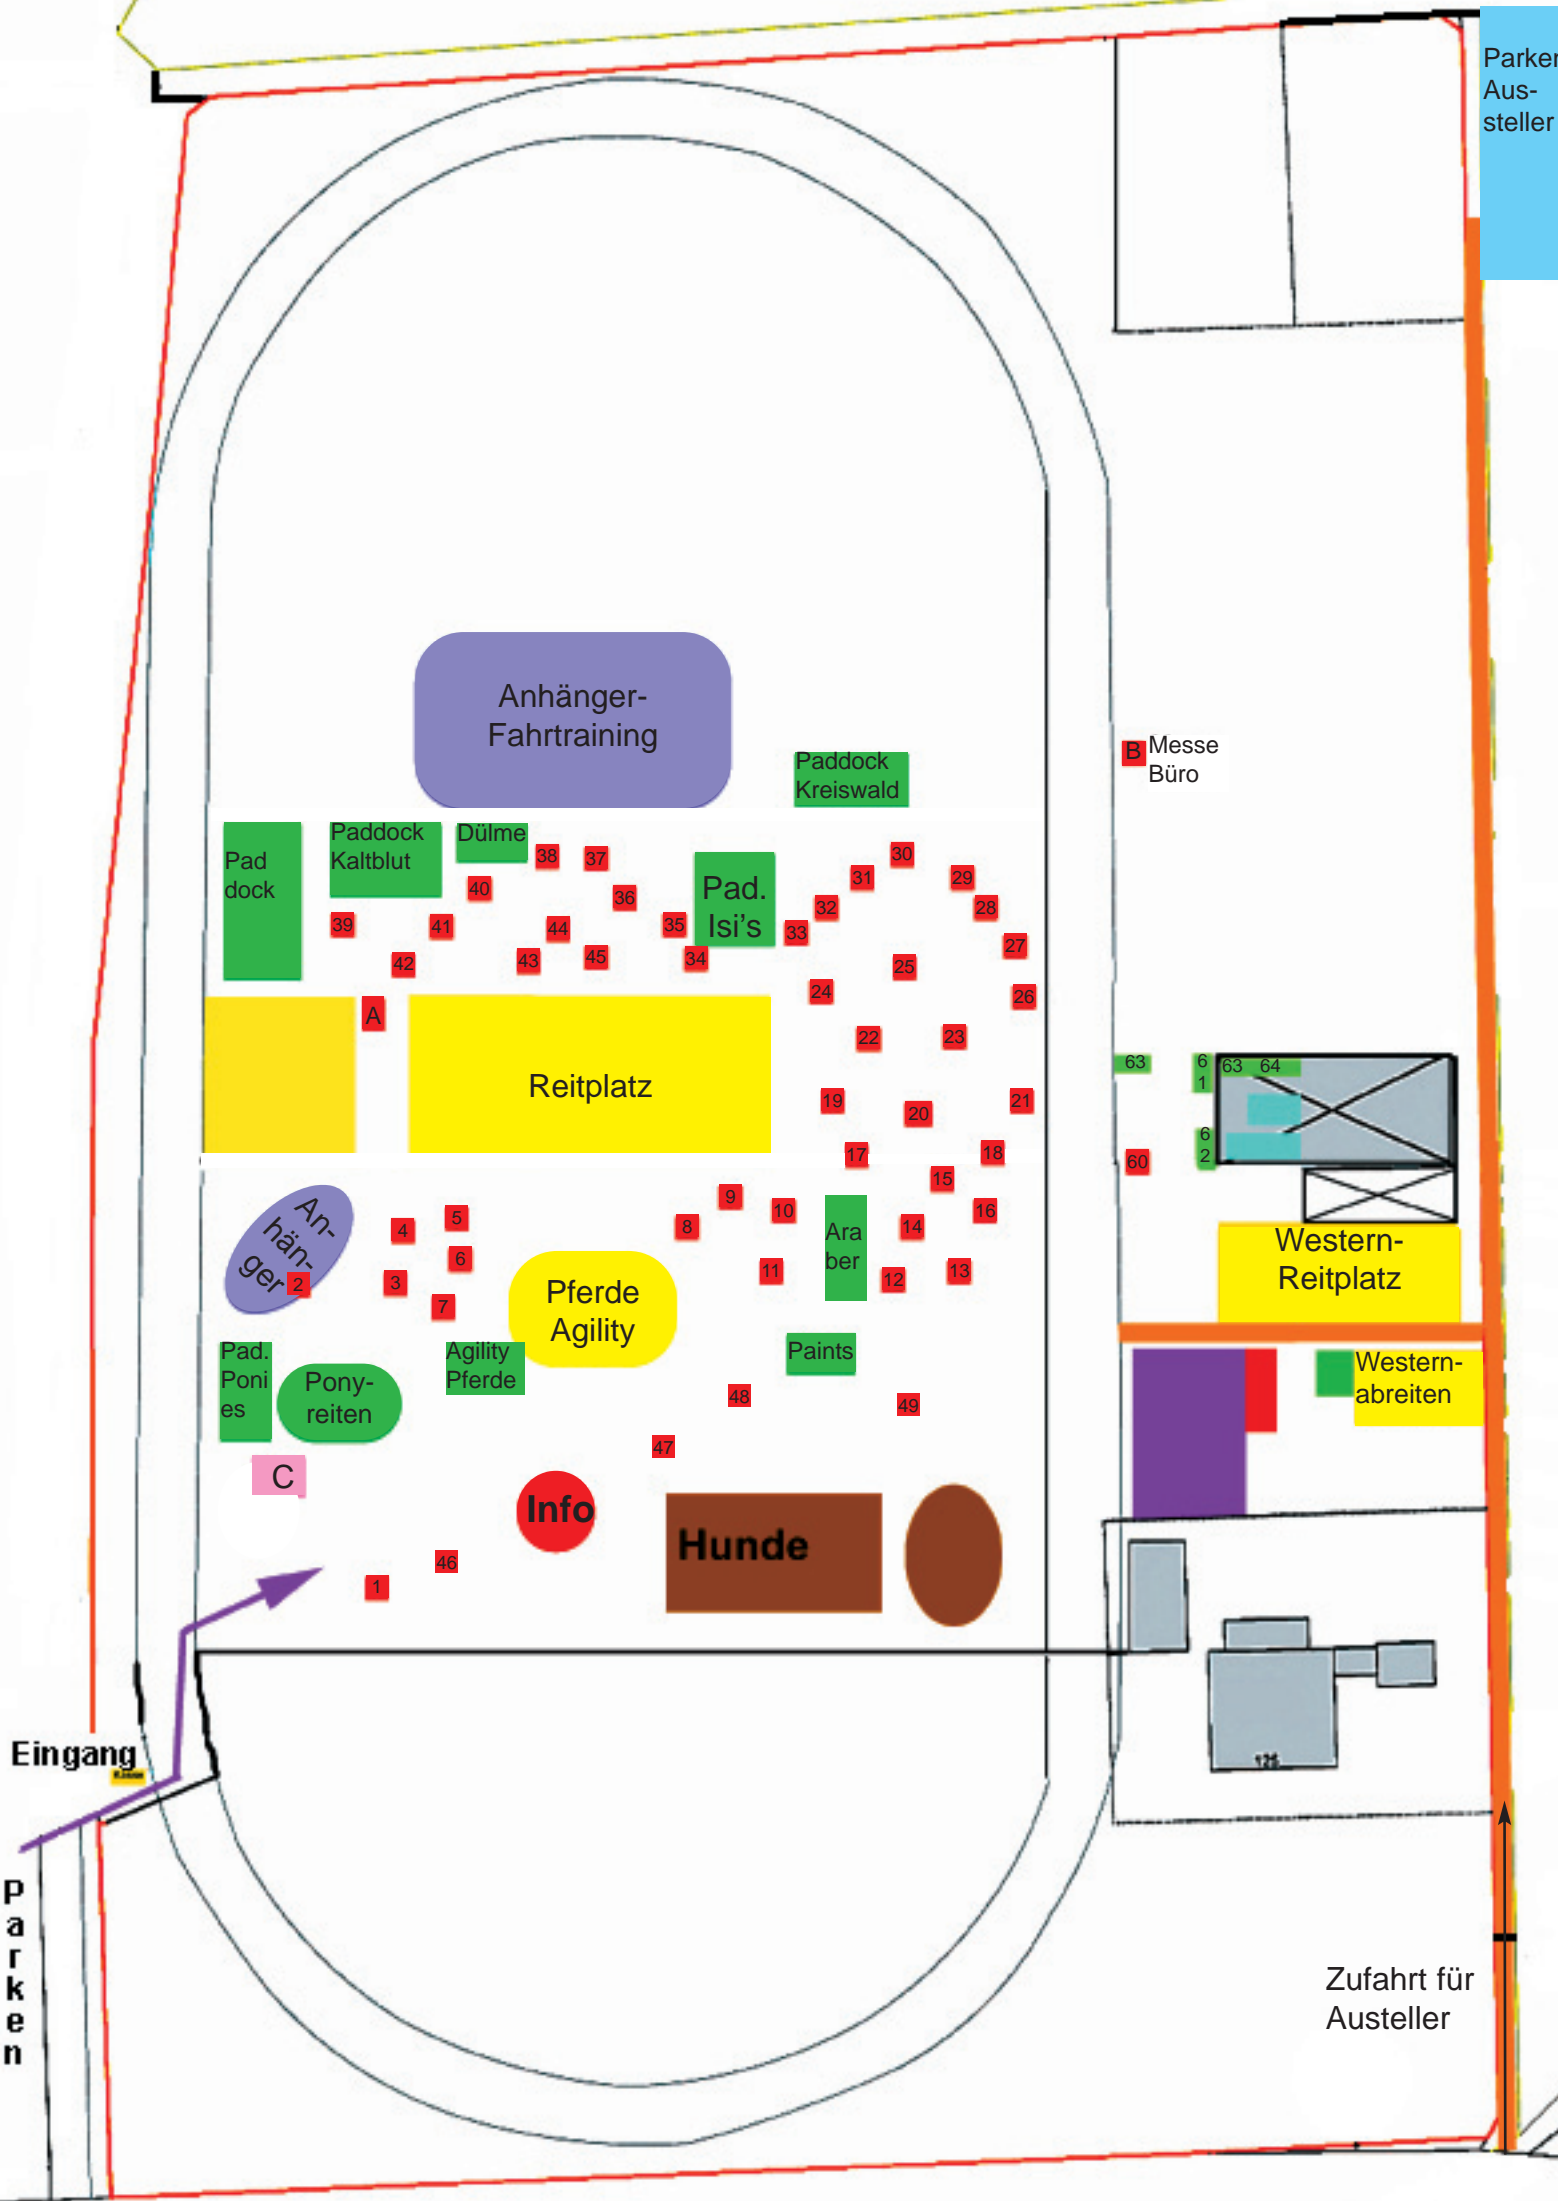 Parken
Aus-
steller
Anhänger-
Fahrtraining
Paddock
Kreiswald
B
Messe
Büro
Pad
dock
Paddock
Kaltblut
Dülme
38
37
30
40
36
Pad.
Isi's
31
29
39
41
44
35
33
32
28
42
43
45
34
25
27
24
26
A
22
23
Reitplatz
63
6
1
63
64
19
20
21
17
18
60
6
2
15
An-
hän-
ger
2
4
5
9
10
16
8
14
Ara
ber
6
3
11
12
13
7
Pferde
Agility
Western-
Reitplatz
Pad.
Poni
es
Pony-
reiten
Agility
Pferde
Paints
Western-
abreiten
48
49
47
C
Info
Hunde
46
1
Eingang
Kasse
125
P
a
r
k
e
n
Zufahrt für
Austeller